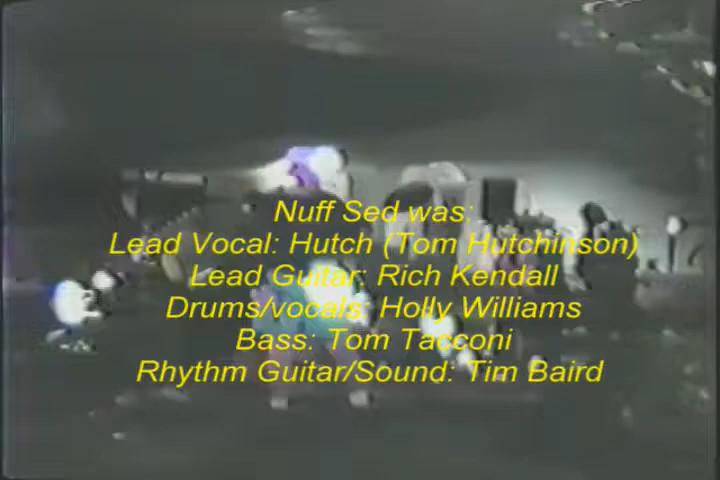 Nuff Sed was:
Lead Vocal: Hutch (Tom Hutchinson)
Lead Guitar: Rich Kendall
Drums/vocals: Holly Williams
Bass: Tom Tacconi
Rhythm Guitar/Sound: Tim Baird